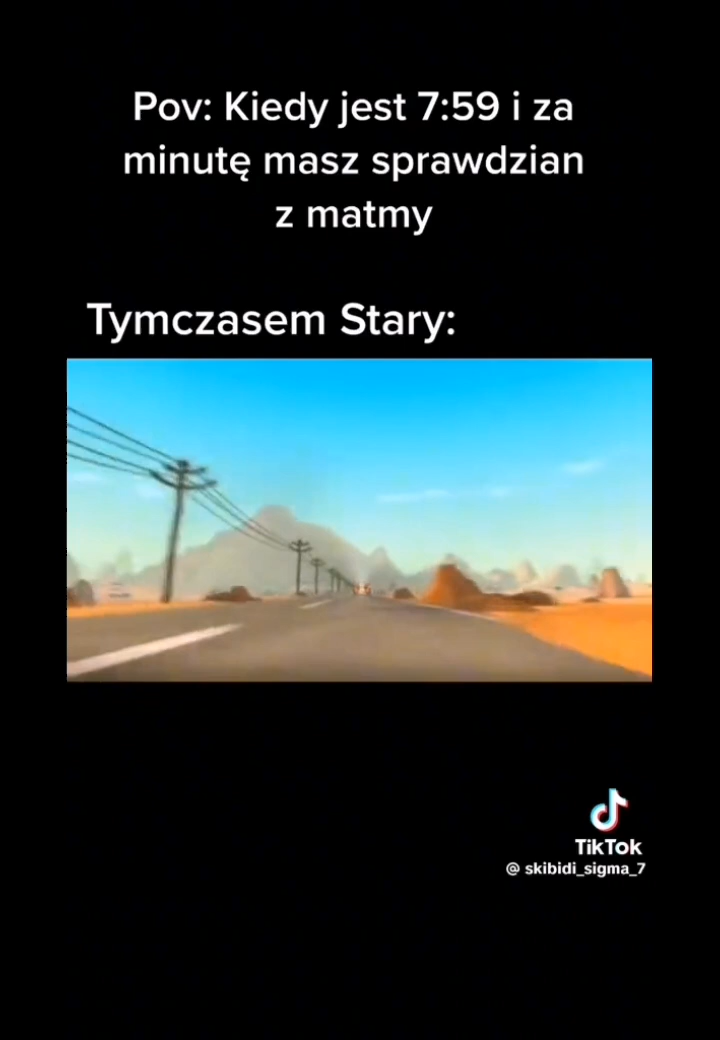 Pov: Kiedy jest 7:59 i za
minutę masz sprawdzian
z matmy
Tymczasem Stary:
TikTok
@ skibidi_sigma_7